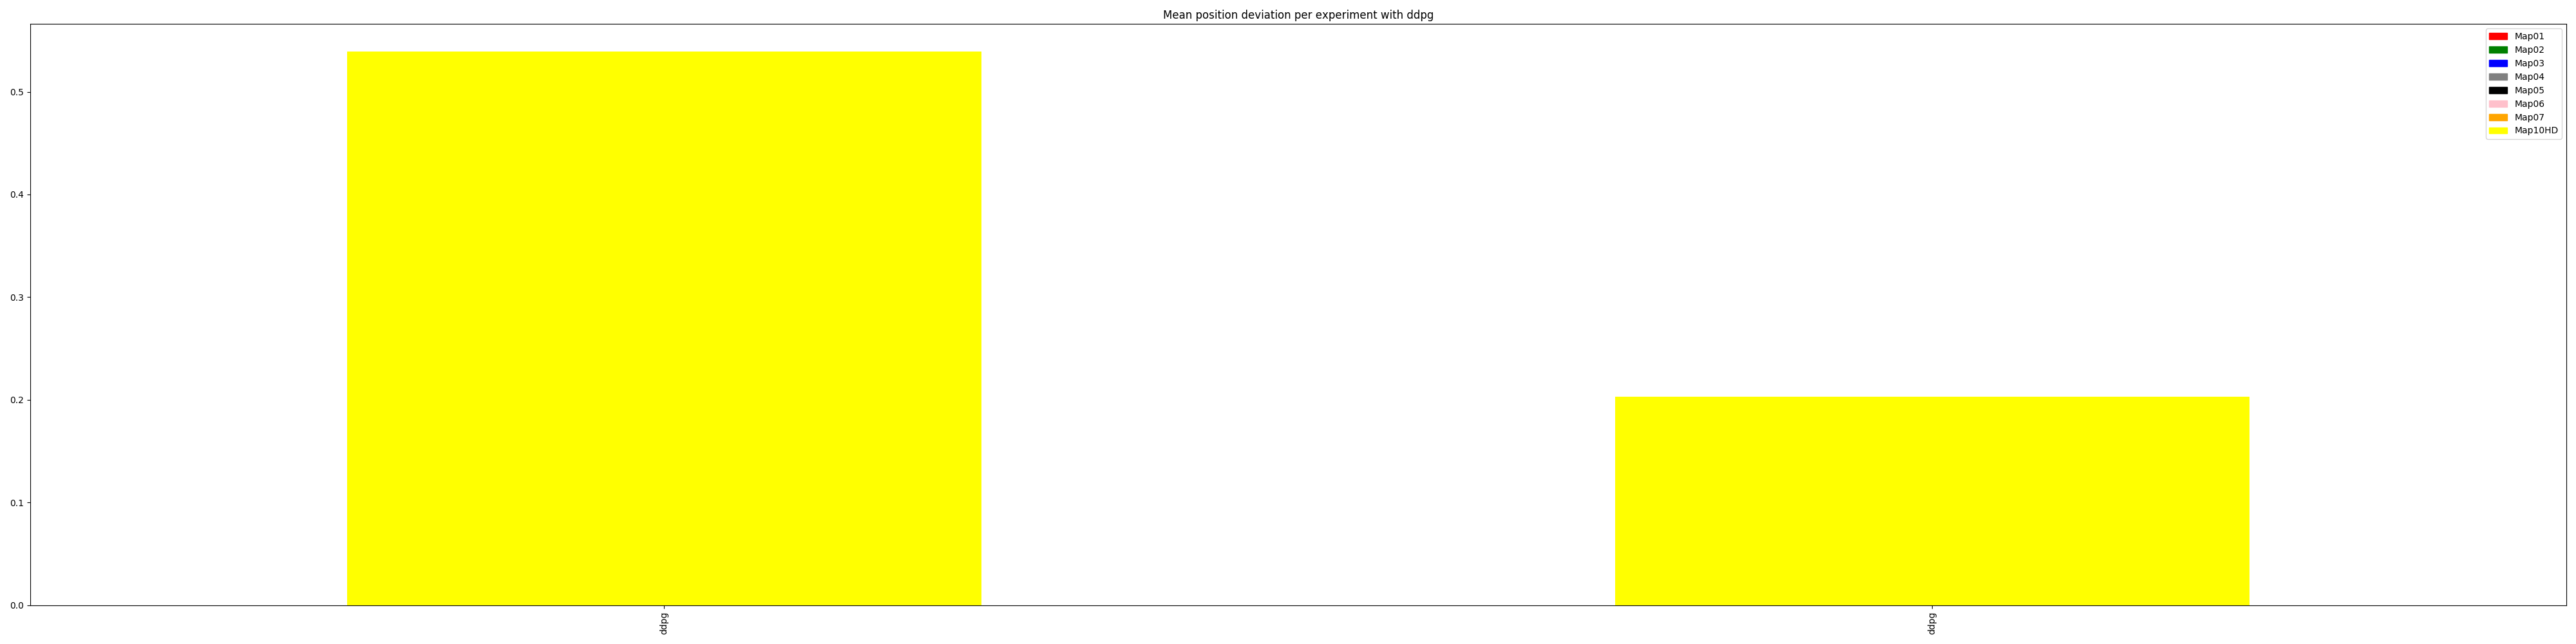 Mean position deviation per experiment with ddpg
Map01
Map02
Map03
Map04
Map05
Map06
Map07
Map10HD
0.5
0.4
0.3
0.2
0.1
0.0
ddpg
ddpg